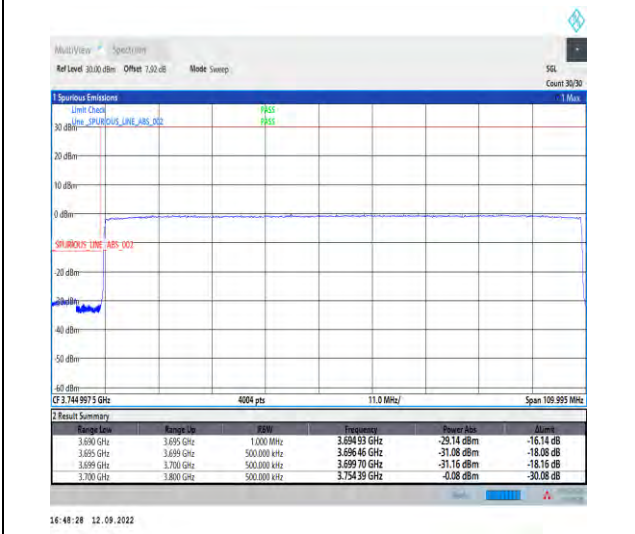 MultiView Spectrum
Ref Level 30.00 dBm Offset 7.92 dB Mode Sweep SGL
Count 30/30
1 Spurious Emissions 1 Max
Limit Check PASS
Line _SPURIOUS_LINE_ABS_002 PASS
30 dBm
20 dBm
10 dBm
0 dBm
SPURIOUS_LINE_ABS_002
-20 dBm
-30 dBm
-40 dBm
-50 dBm
-60 dBm
CF 3.744 997 5 GHz 4004 pts 11.0 MHz/ Span 109.995 MHz
2 Result Summary
Range Low Range Up RBW Frequency Power Abs ΔLimit
3.690 GHz 3.695 GHz 1.000 MHz 3.694 93 GHz -29.14 dBm -16.14 dB
3.695 GHz 3.699 GHz 500.000 kHz 3.696 46 GHz -31.08 dBm -18.08 dB
3.699 GHz 3.700 GHz 500.000 kHz 3.699 70 GHz -31.16 dBm -18.16 dB
3.700 GHz 3.800 GHz 500.000 kHz 3.754 39 GHz -0.08 dBm -30.08 dB
16:48:28 12.09.2022